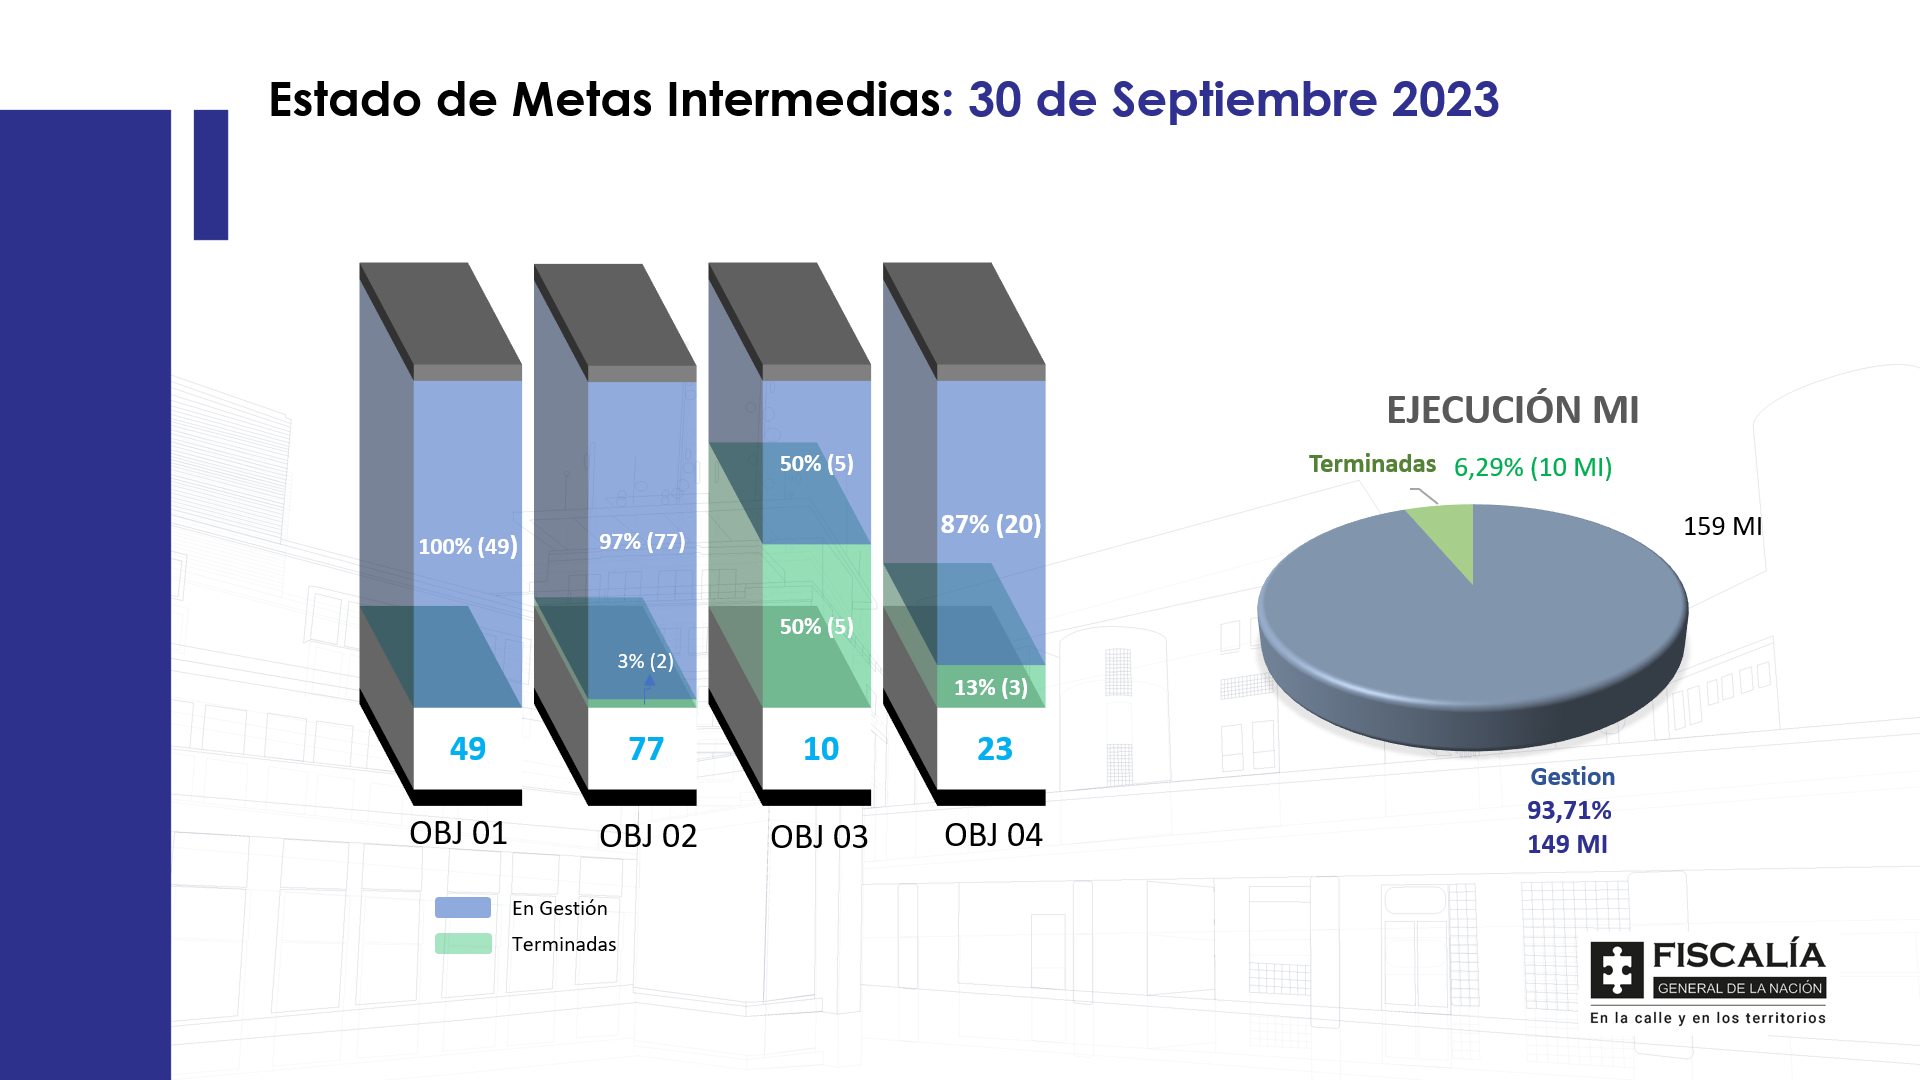 Estado de Metas Intermedias: 30 de Septiembre 2023
100% (49)
97% (77)
3% (2)
50% (5)
50% (5)
87% (20)
13% (3)
49
77
10
23
OBJ 01
OBJ 02
OBJ 03
OBJ 04
En Gestión
Terminadas
EJECUCIÓN MI
Terminadas 6,29% (10 MI)
159 MI
Gestion
93,71%
149 MI
FISCALÍA
GENERAL DE LA NACIÓN
En la calle y en los territorios